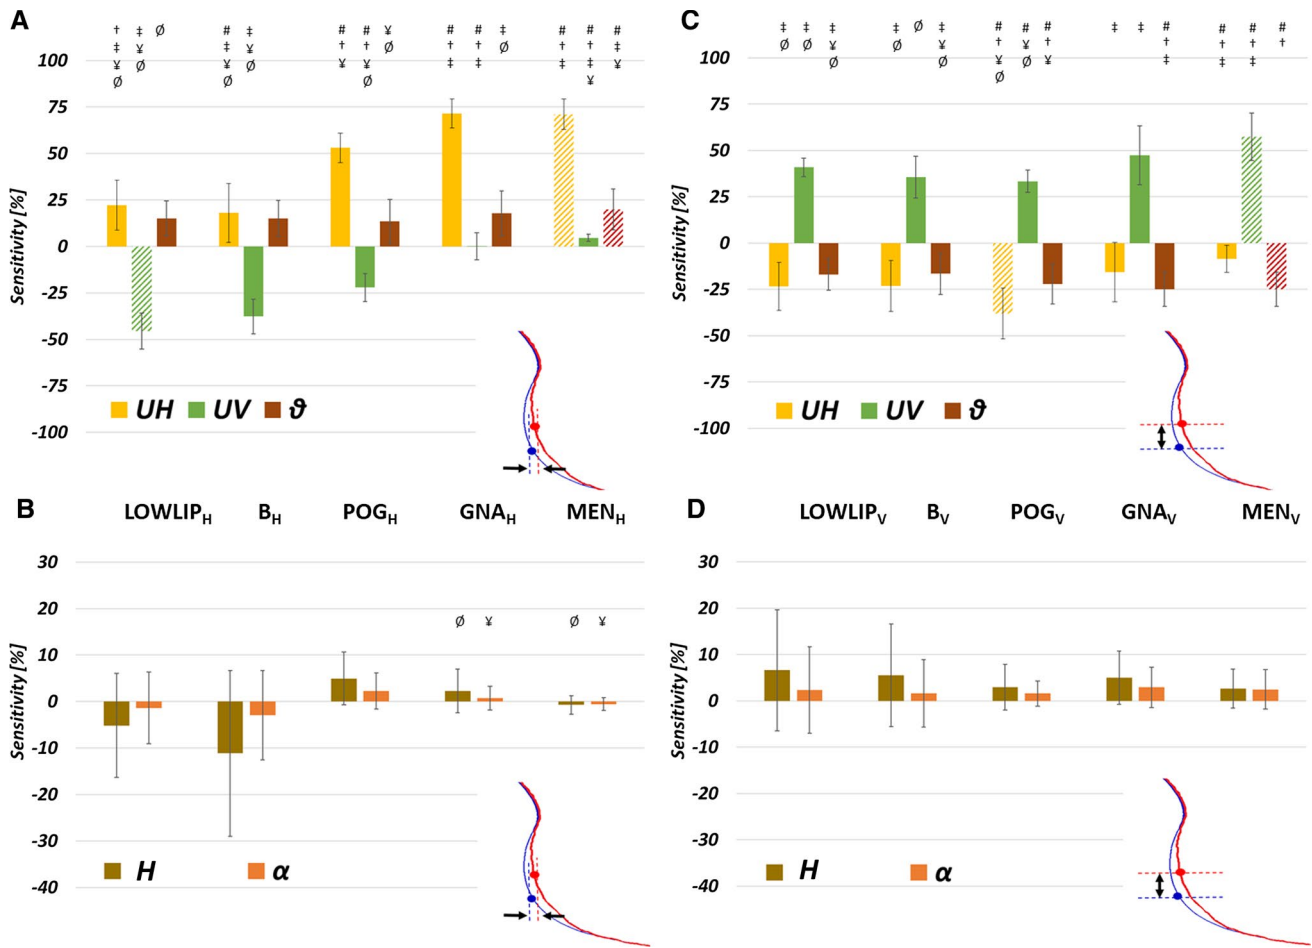 A
† ‡ Ø # ‡ # # ¥ # # ‡ # # #
‡ ¥ ‡ ¥ † † Ø † † Ø † † ‡
¥ Ø ¥ Ø ¥ ¥ ‡ ‡ ‡ ‡ ¥
Ø Ø Ø ¥
100
75
50
25
0
-25
-50
-75
-100
Sensitivity [%]
UH UV ϑ
C
‡ ‡ ‡ ‡ Ø ‡ # # # ‡ ‡ # # # #
Ø Ø ¥ Ø ¥ † ¥ † † † † †
Ø Ø ¥ Ø ¥ ‡ ‡ ‡
Ø
100
75
50
25
0
-25
-50
-75
-100
Sensitivity [%]
UH UV ϑ
B
LOWLIPH BH POGH GNAH MENH
30
20
10
0
-10
-20
-30
-40
Sensitivity [%]
Ø ¥ Ø ¥
H α
D
LOWLIPV BV POGV GNAV MENV
30
20
10
0
-10
-20
-30
-40
Sensitivity [%]
H α